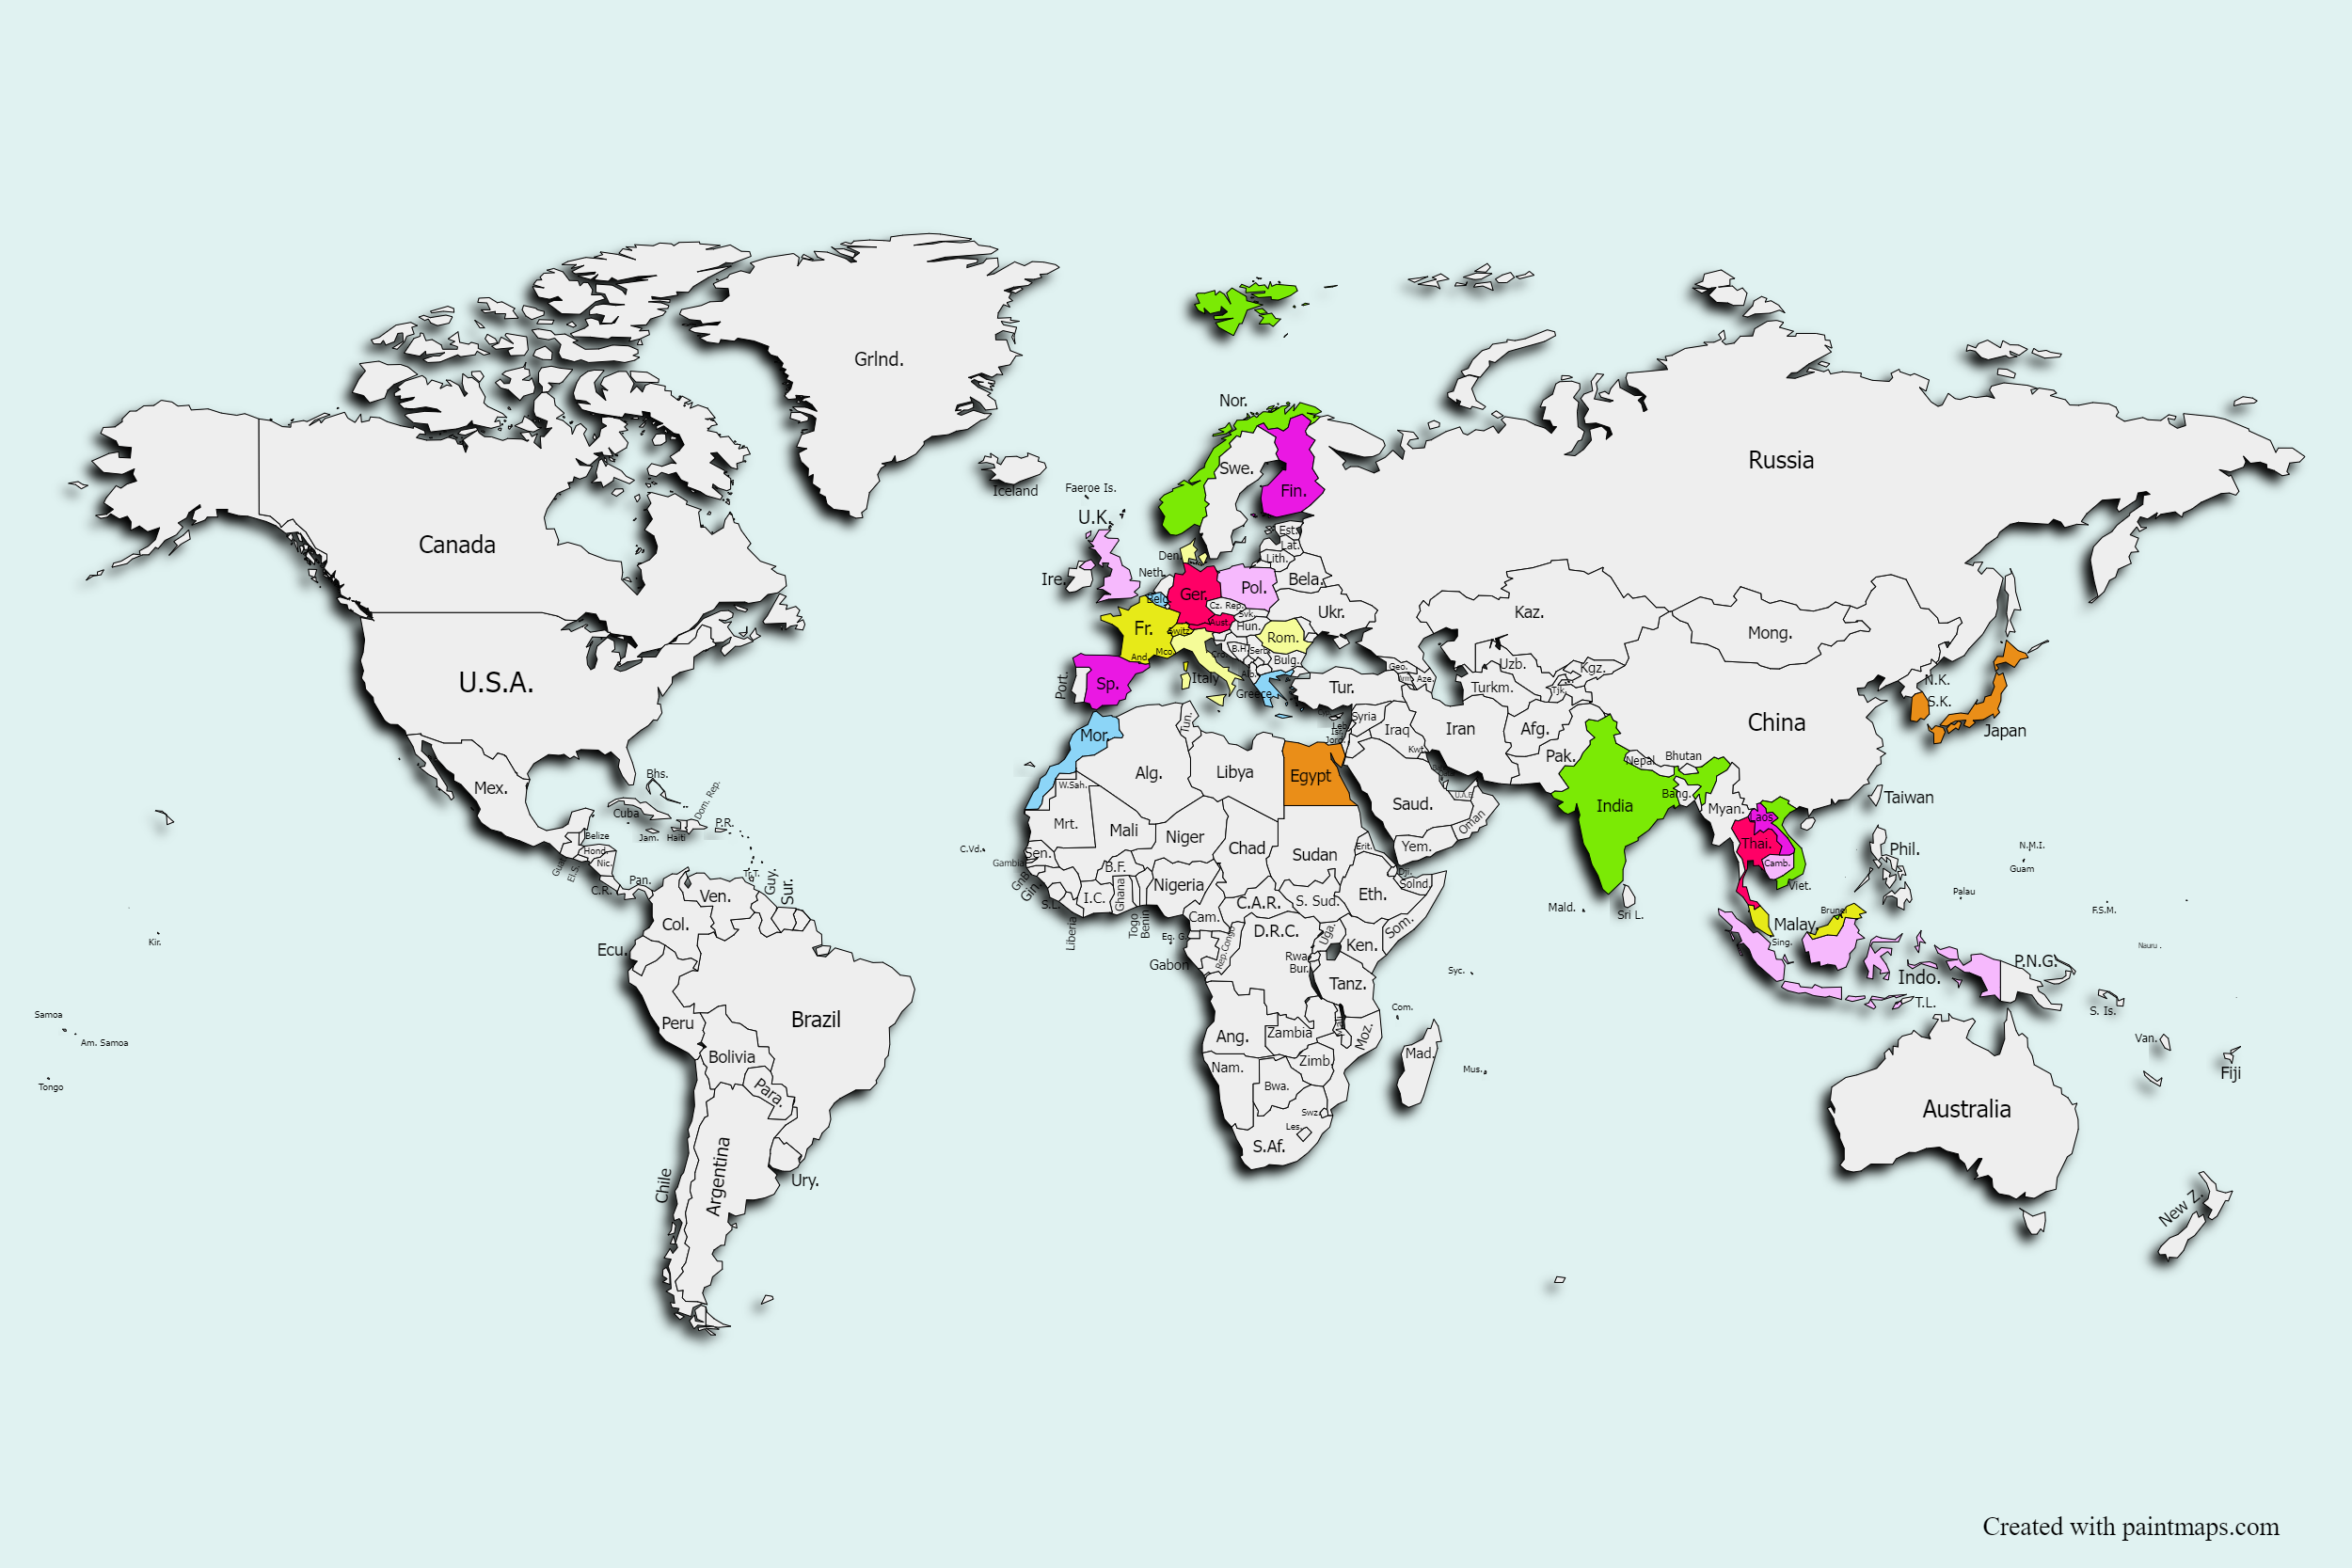 Grlnd.
Nor.
Russia
Swe.
Fin.
Iceland
Faeroe Is.
U.K.
Canada
Est.
Lat.
Lith.
Den.
Neth.
Ire.
Bela.
Pol.
Ger.
Belg.
Cz. Rep.
Svk.
Ukr.
Kaz.
Mong.
Fr.
Switz.
Aust.
Hun.
Rom.
And.
Mco.
Cro.
B.H.
Serb.
Bulg.
Alb.
U.S.A.
Port.
Sp.
Italy
Greece
Tur.
Geo.
Arm.
Aze.
Uzb.
Kgz.
Turkm.
Tjk.
N.K.
S.K.
Japan
China
Mor.
Tun.
Syria
Leb.
Isr.
Jord.
Iraq
Iran
Afg.
Pak.
Kwt.
Nepal
Bhutan
Mex.
Bhs.
Alg.
Libya
Egypt
W.Sah.
Saud.
U.A.E.
Oman
India
Bang.
Myan.
Taiwan
Cuba
Dom. Rep.
P.R.
Jam.
Haiti
Belize
Hond.
Nic.
Guat.
El.S.
C.R.
Pan.
Tr.T.
C.Vd.
Mrt.
Mali
Niger
Chad
Sudan
Erit.
Yem.
Laos
Thai.
Camb.
Viet.
Phil.
N.M.I.
Guam
Palau
Sen.
Gambia
GnB.
Gin.
S.L.
Liberia
I.C.
B.F.
Ghana
Togo
Benin
Nigeria
Cam.
C.A.R.
S. Sud.
Eth.
Dji.
Solnd.
Som.
Ven.
Guy.
Sur.
Col.
Ecu.
Kir.
Eq. G.
Gabon
Rep.Congo
D.R.C.
Uga.
Ken.
Rwa.
Bur.
Tanz.
Mald.
Sri L.
Brunei
Malay.
Sing.
Indo.
T.L.
P.N.G.
F.S.M.
Nauru
S. Is.
Syc.
Com.
Samoa
Am. Samoa
Tongo
Peru
Brazil
Bolivia
Para.
Ang.
Zambia
Moz.
Mad.
Mus.
Nam.
Zimb.
Bwa.
Swz.
Les.
S.Af.
Van.
Fiji
Australia
New Z.
Chile
Argentina
Ury.
Created with paintmaps.com